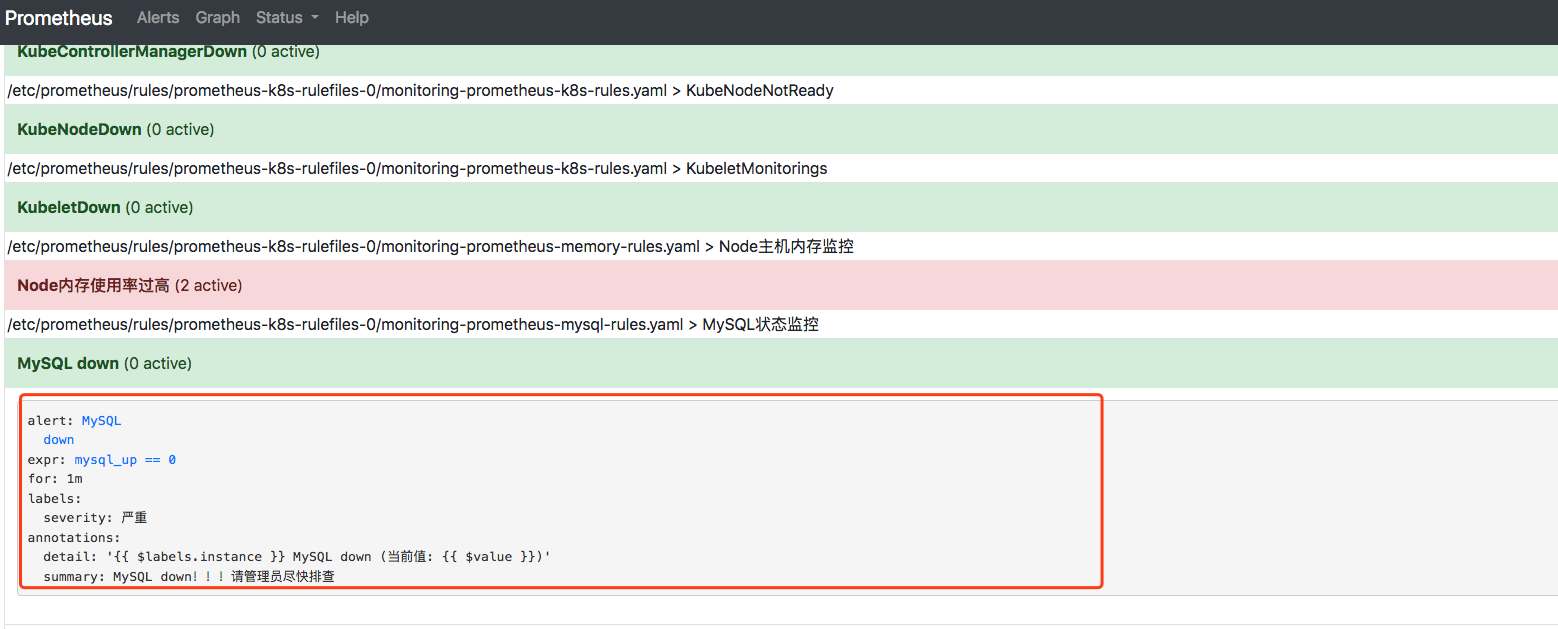 Prometheus Alerts Graph Status Help
KubeControllerManagerDown (0 active)
/etc/prometheus/rules/prometheus-k8s-rulefiles-0/monitoring-prometheus-k8s-rules.yaml > KubeNodeNotReady
KubeNodeDown (0 active)
/etc/prometheus/rules/prometheus-k8s-rulefiles-0/monitoring-prometheus-k8s-rules.yaml > KubeletMonitorings
KubeletDown (0 active)
/etc/prometheus/rules/prometheus-k8s-rulefiles-0/monitoring-prometheus-memory-rules.yaml > Node主机内存监控
Node内存使用率过高 (2 active)
/etc/prometheus/rules/prometheus-k8s-rulefiles-0/monitoring-prometheus-mysql-rules.yaml > MySQL状态监控
MySQL down (0 active)
alert: MySQL
  down
expr: mysql_up == 0
for: 1m
labels:
  severity: 严重
annotations:
  detail: '{{ $labels.instance }} MySQL down (当前值: {{ $value }})'
  summary: MySQL down! ! ! 请管理员尽快排查